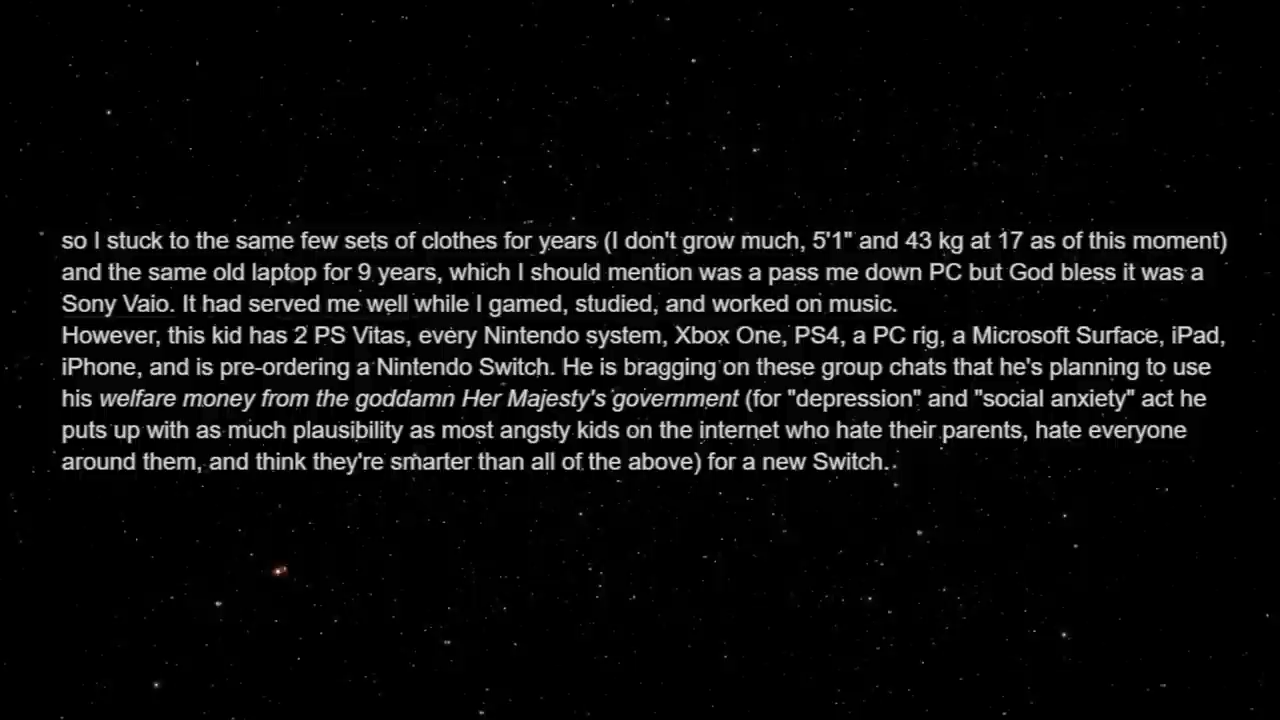 so I stuck to the same few sets of clothes for years (I don't grow much, 5'1" and 43 kg at 17 as of this moment)
and the same old laptop for 9 years, which I should mention was a pass me down PC but God bless it was a
Sony Vaio. It had served me well while I gamed, studied, and worked on music.
However, this kid has 2 PS Vitas, every Nintendo system, Xbox One, PS4, a PC rig, a Microsoft Surface, iPad,
iPhone, and is pre-ordering a Nintendo Switch. He is bragging on these group chats that he's planning to use
his welfare money from the goddamn Her Majesty's government (for "depression" and "social anxiety" act he
puts up with as much plausibility as most angsty kids on the internet who hate their parents, hate everyone
around them, and think they're smarter than all of the above) for a new Switch..